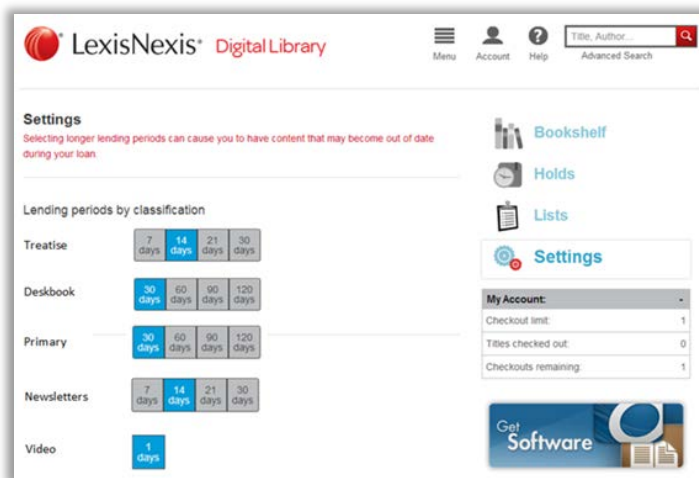 LexisNexis® Digital Library
Menu
Account
Help
Title, Author...
Advanced Search
Settings
Selecting longer lending periods can cause you to have content that may become out of date
during your loan
Lending periods by classification
Treatise
7 days
14 days
21 days
30 days
Deskbook
30 days
60 days
90 days
120 days
Primary
30 days
60 days
90 days
120 days
Newsletters
7 days
14 days
21 days
30 days
Video
1 days
Bookshelf
Holds
Lists
Settings
My Account: -
Checkout limit: 1
Titles checked out: 0
Checkouts remaining: 1
Get
Software